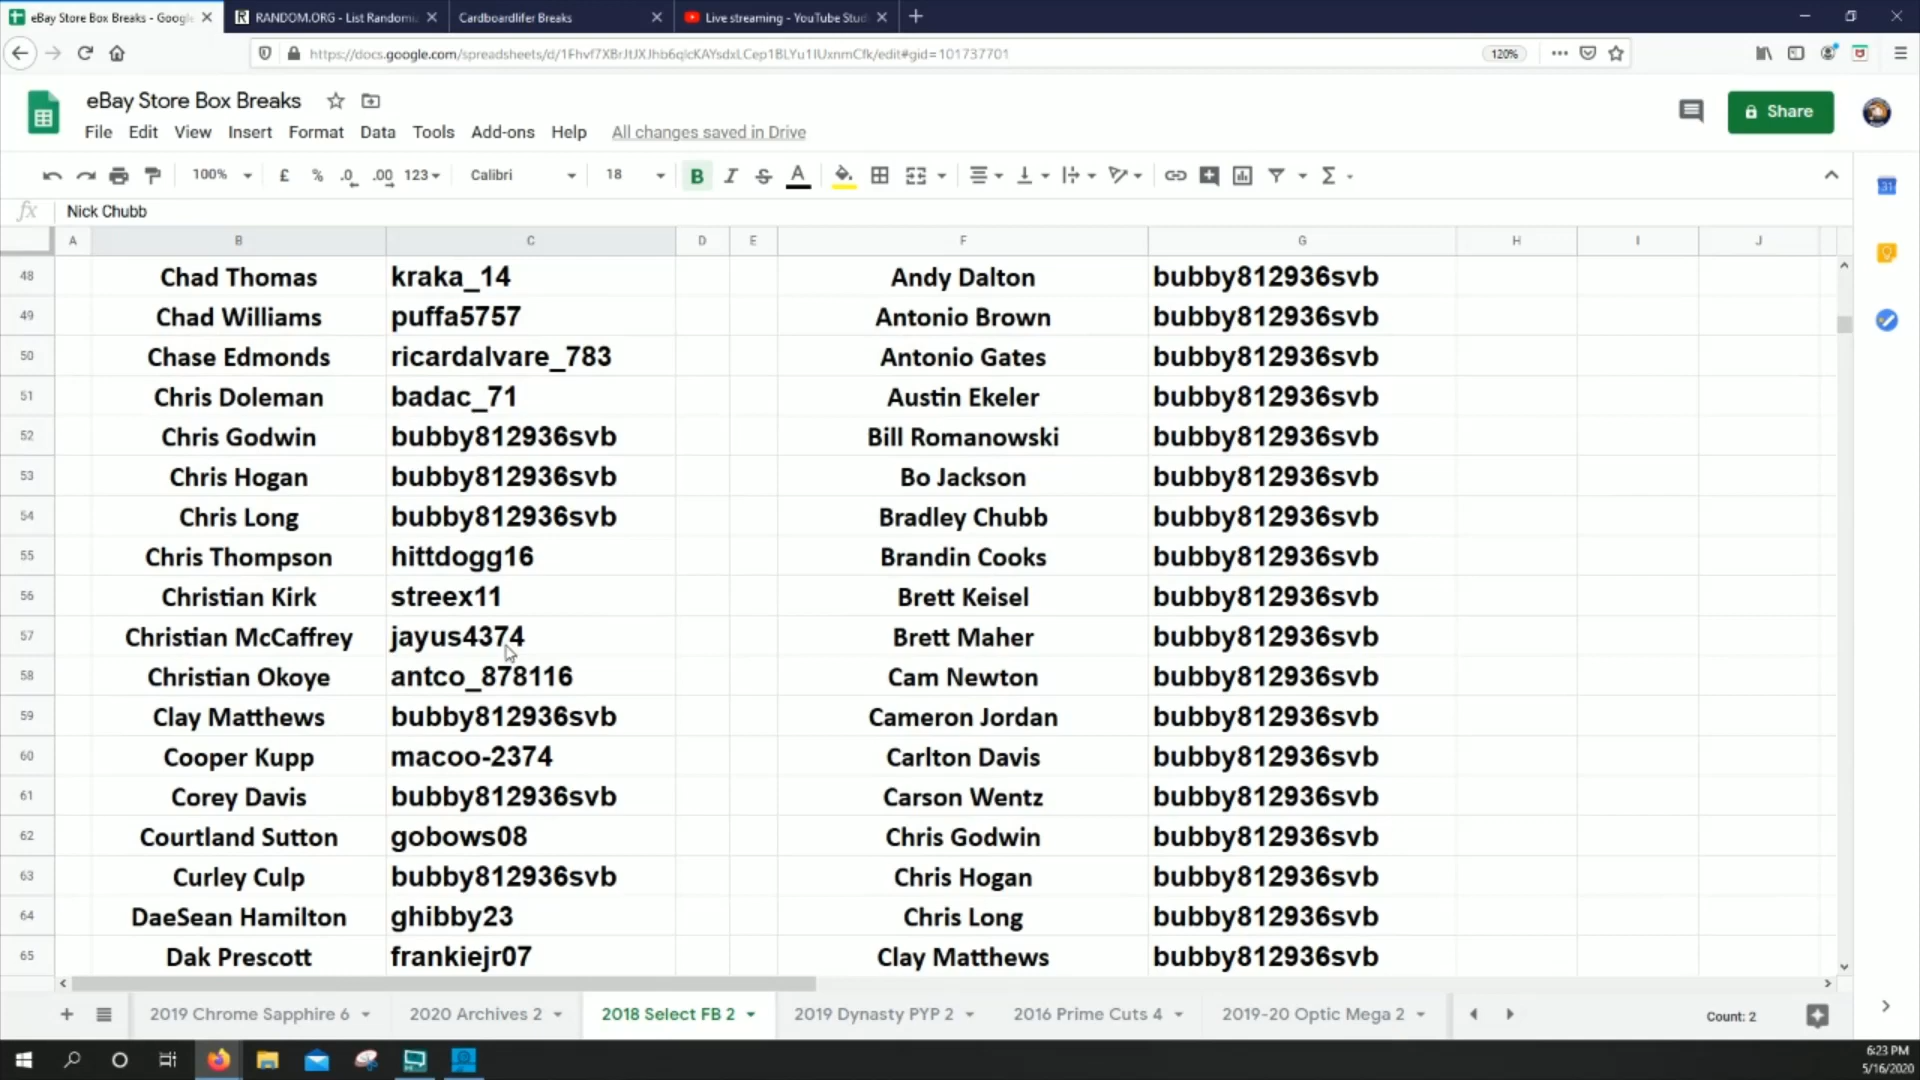 eBay Store Box Breaks - Google
RANDOM.ORG - List Randomi
Cardboardlifer Breaks
Live streaming - YouTube Stud
120%
eBay Store Box Breaks
Share
File Edit View Insert Format Data Tools Add-ons Help All changes saved in Drive
100% £ % .0 .00 123 Calibri 18 B I S A Σ
fx Nick Chubb
A B C D E F G H I J
48 Chad Thomas kraka_14 Andy Dalton bubby812936svb
49 Chad Williams puffa5757 Antonio Brown bubby812936svb
50 Chase Edmonds ricardalvare_783 Antonio Gates bubby812936svb
51 Chris Doleman badac_71 Austin Ekeler bubby812936svb
52 Chris Godwin bubby812936svb Bill Romanowski bubby812936svb
53 Chris Hogan bubby812936svb Bo Jackson bubby812936svb
54 Chris Long bubby812936svb Bradley Chubb bubby812936svb
55 Chris Thompson hittdogg16 Brandin Cooks bubby812936svb
56 Christian Kirk streex11 Brett Keisel bubby812936svb
57 Christian McCaffrey jayus4374 Brett Maher bubby812936svb
58 Christian Okoye antco_878116 Cam Newton bubby812936svb
59 Clay Matthews bubby812936svb Cameron Jordan bubby812936svb
60 Cooper Kupp macoo-2374 Carlton Davis bubby812936svb
61 Corey Davis bubby812936svb Carson Wentz bubby812936svb
62 Courtland Sutton gobows08 Chris Godwin bubby812936svb
63 Curley Culp bubby812936svb Chris Hogan bubby812936svb
64 DaeSean Hamilton ghibby23 Chris Long bubby812936svb
65 Dak Prescott frankiejr07 Clay Matthews bubby812936svb
2019 Chrome Sapphire 6 2020 Archives 2 2018 Select FB 2 2019 Dynasty PYP 2 2016 Prime Cuts 4 2019-20 Optic Mega 2 Count: 2
6:23 PM
5/16/2020